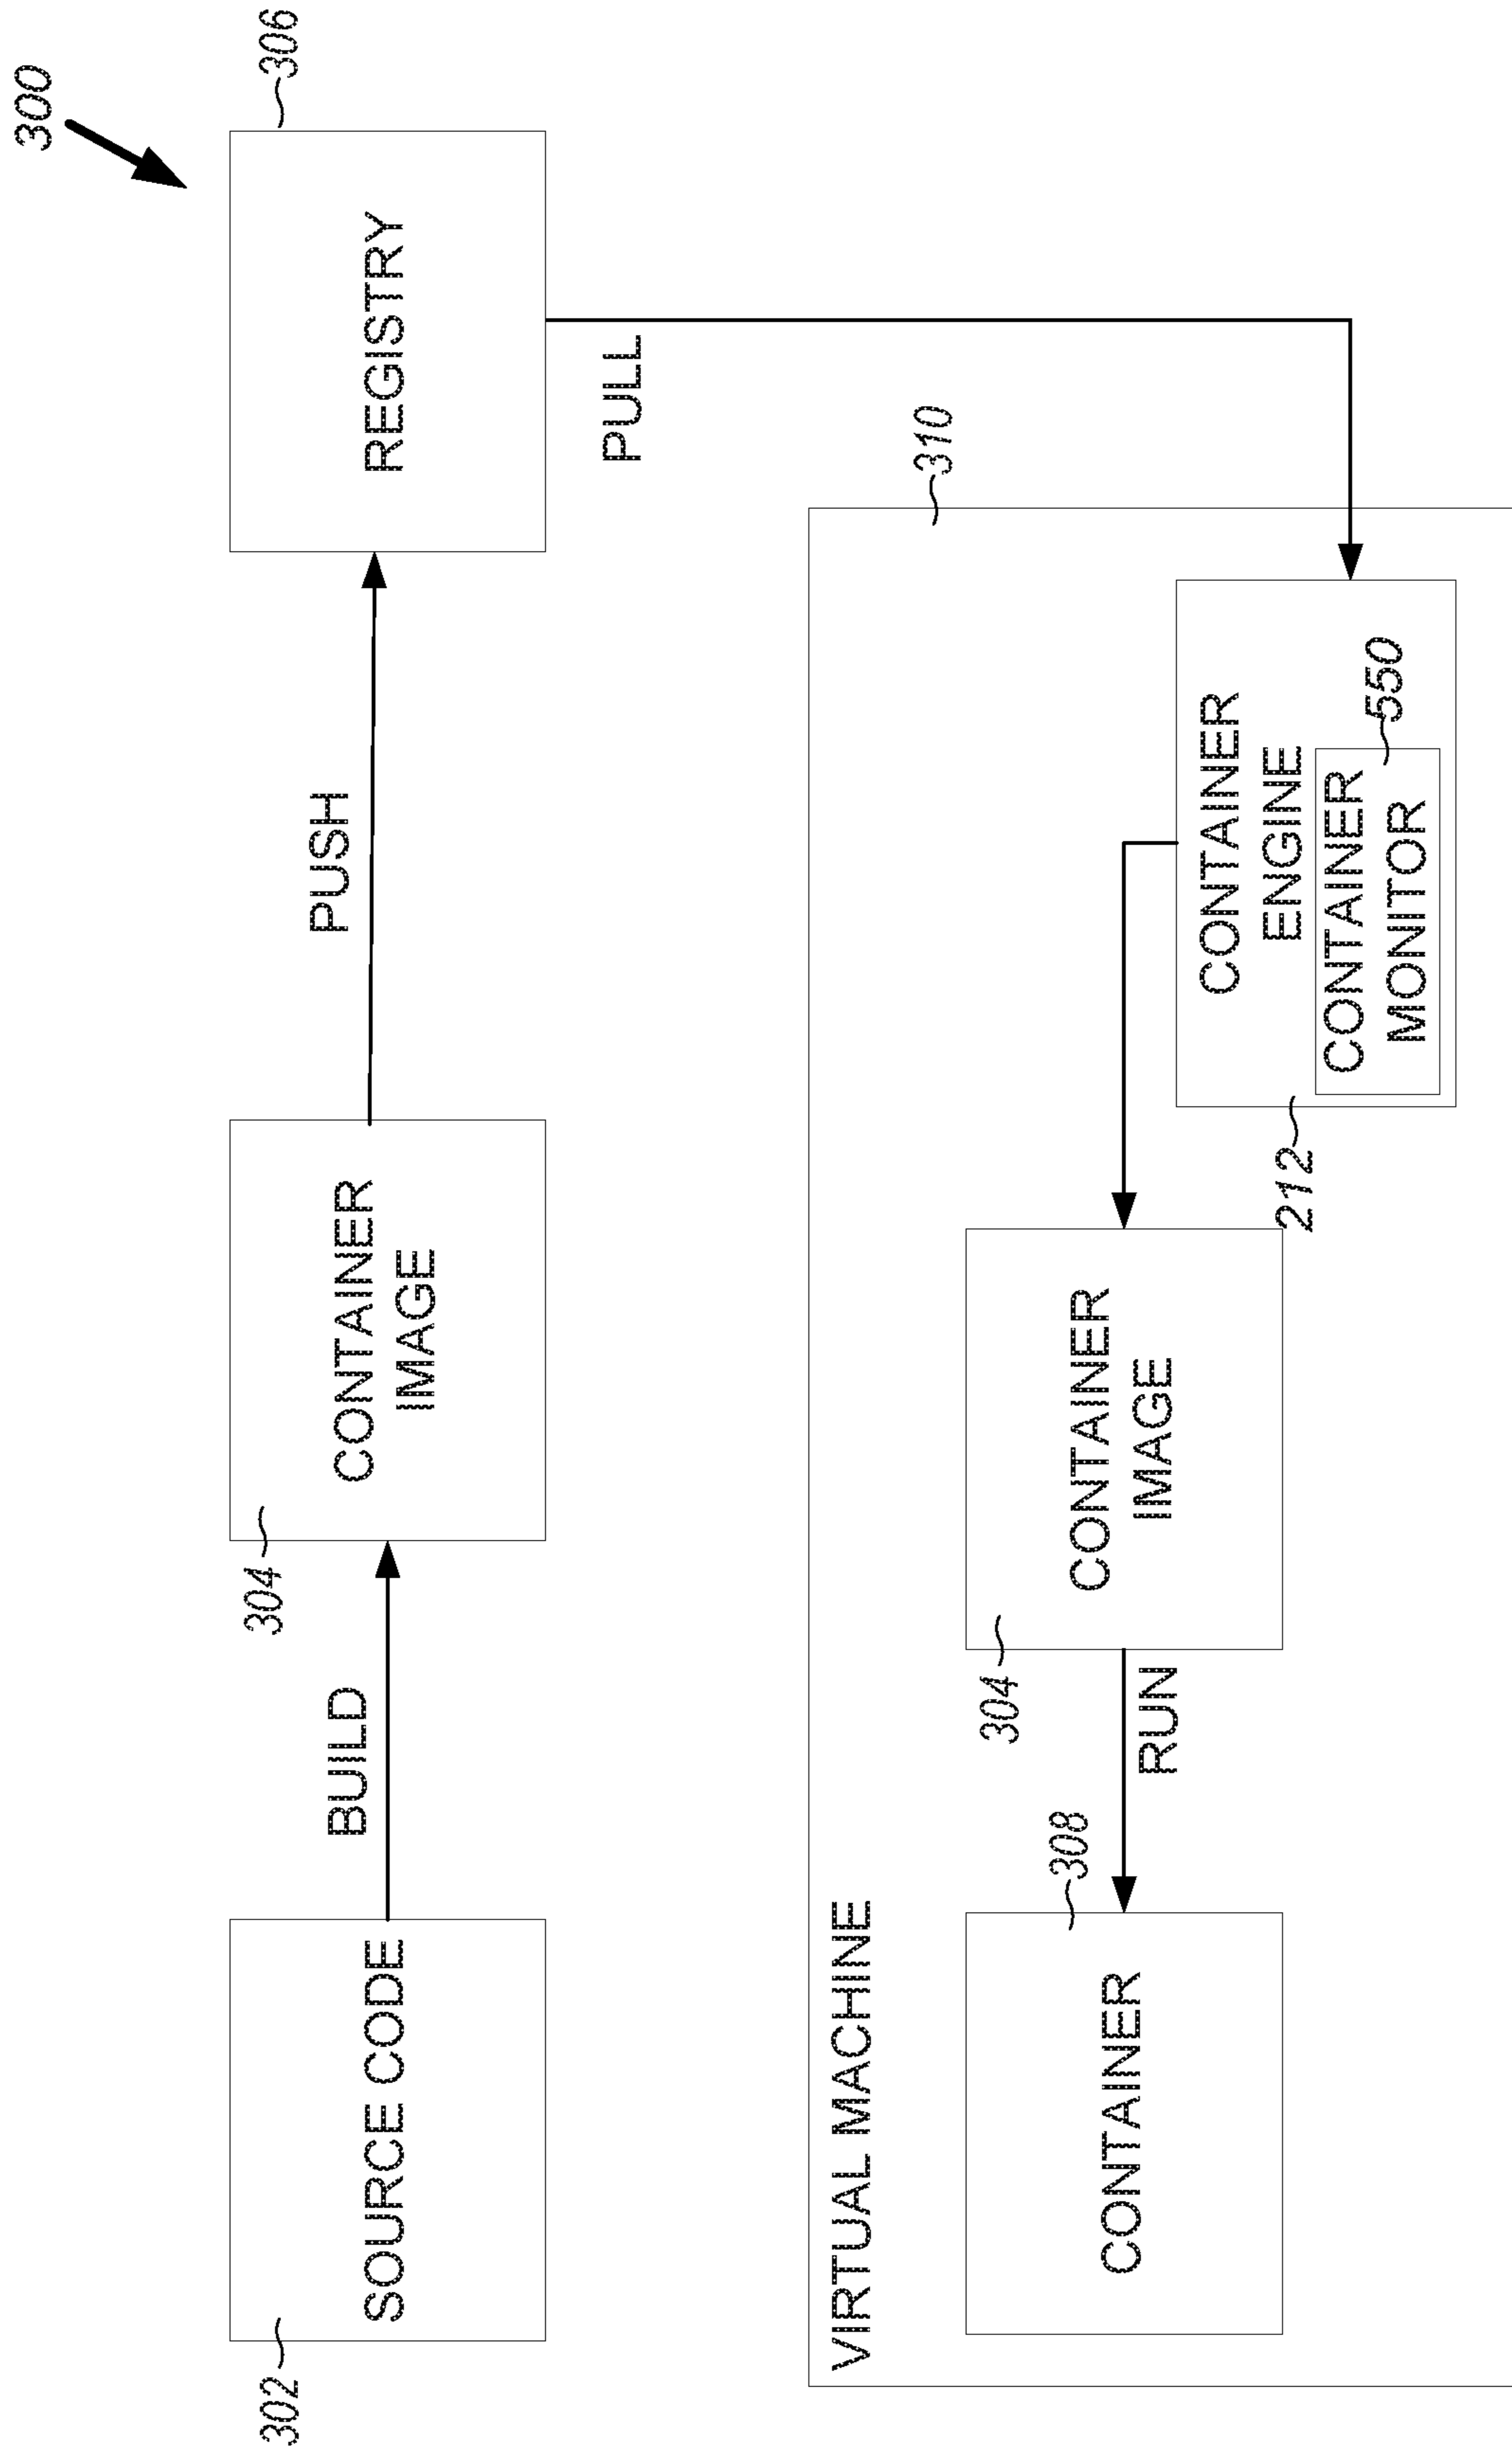 300
302
SOURCE CODE
BUILD
304
CONTAINER
IMAGE
PUSH
REGISTRY
306
PULL
310
VIRTUAL MACHINE
CONTAINER
308
RUN
304
CONTAINER
IMAGE
212
CONTAINER
ENGINE
CONTAINER
MONITOR
550